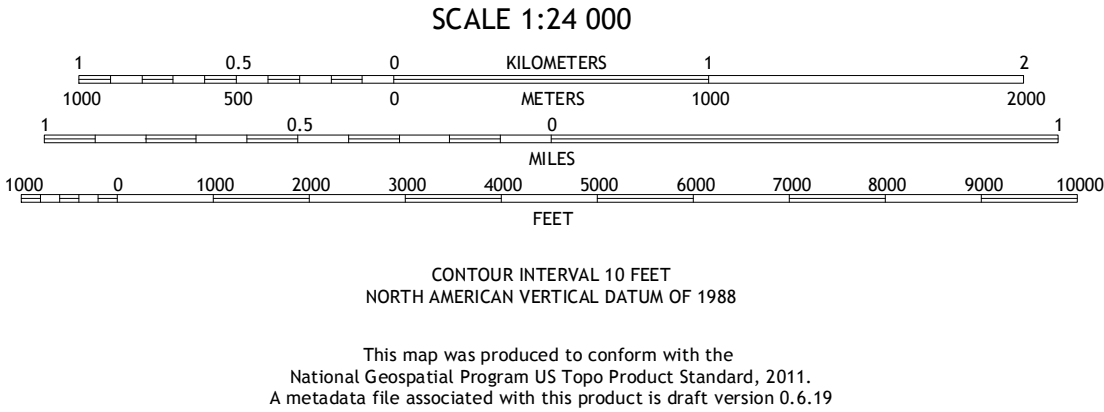 SCALE 1:24 000
1 0.5 0 KILOMETERS 1 2
1000 500 0 METERS 1000 2000
1 0.5 0 1
MILES
1000 0 1000 2000 3000 4000 5000 6000 7000 8000 9000 10000
FEET
CONTOUR INTERVAL 10 FEET
NORTH AMERICAN VERTICAL DATUM OF 1988
This map was produced to conform with the
National Geospatial Program US Topo Product Standard, 2011.
A metadata file associated with this product is draft version 0.6.19